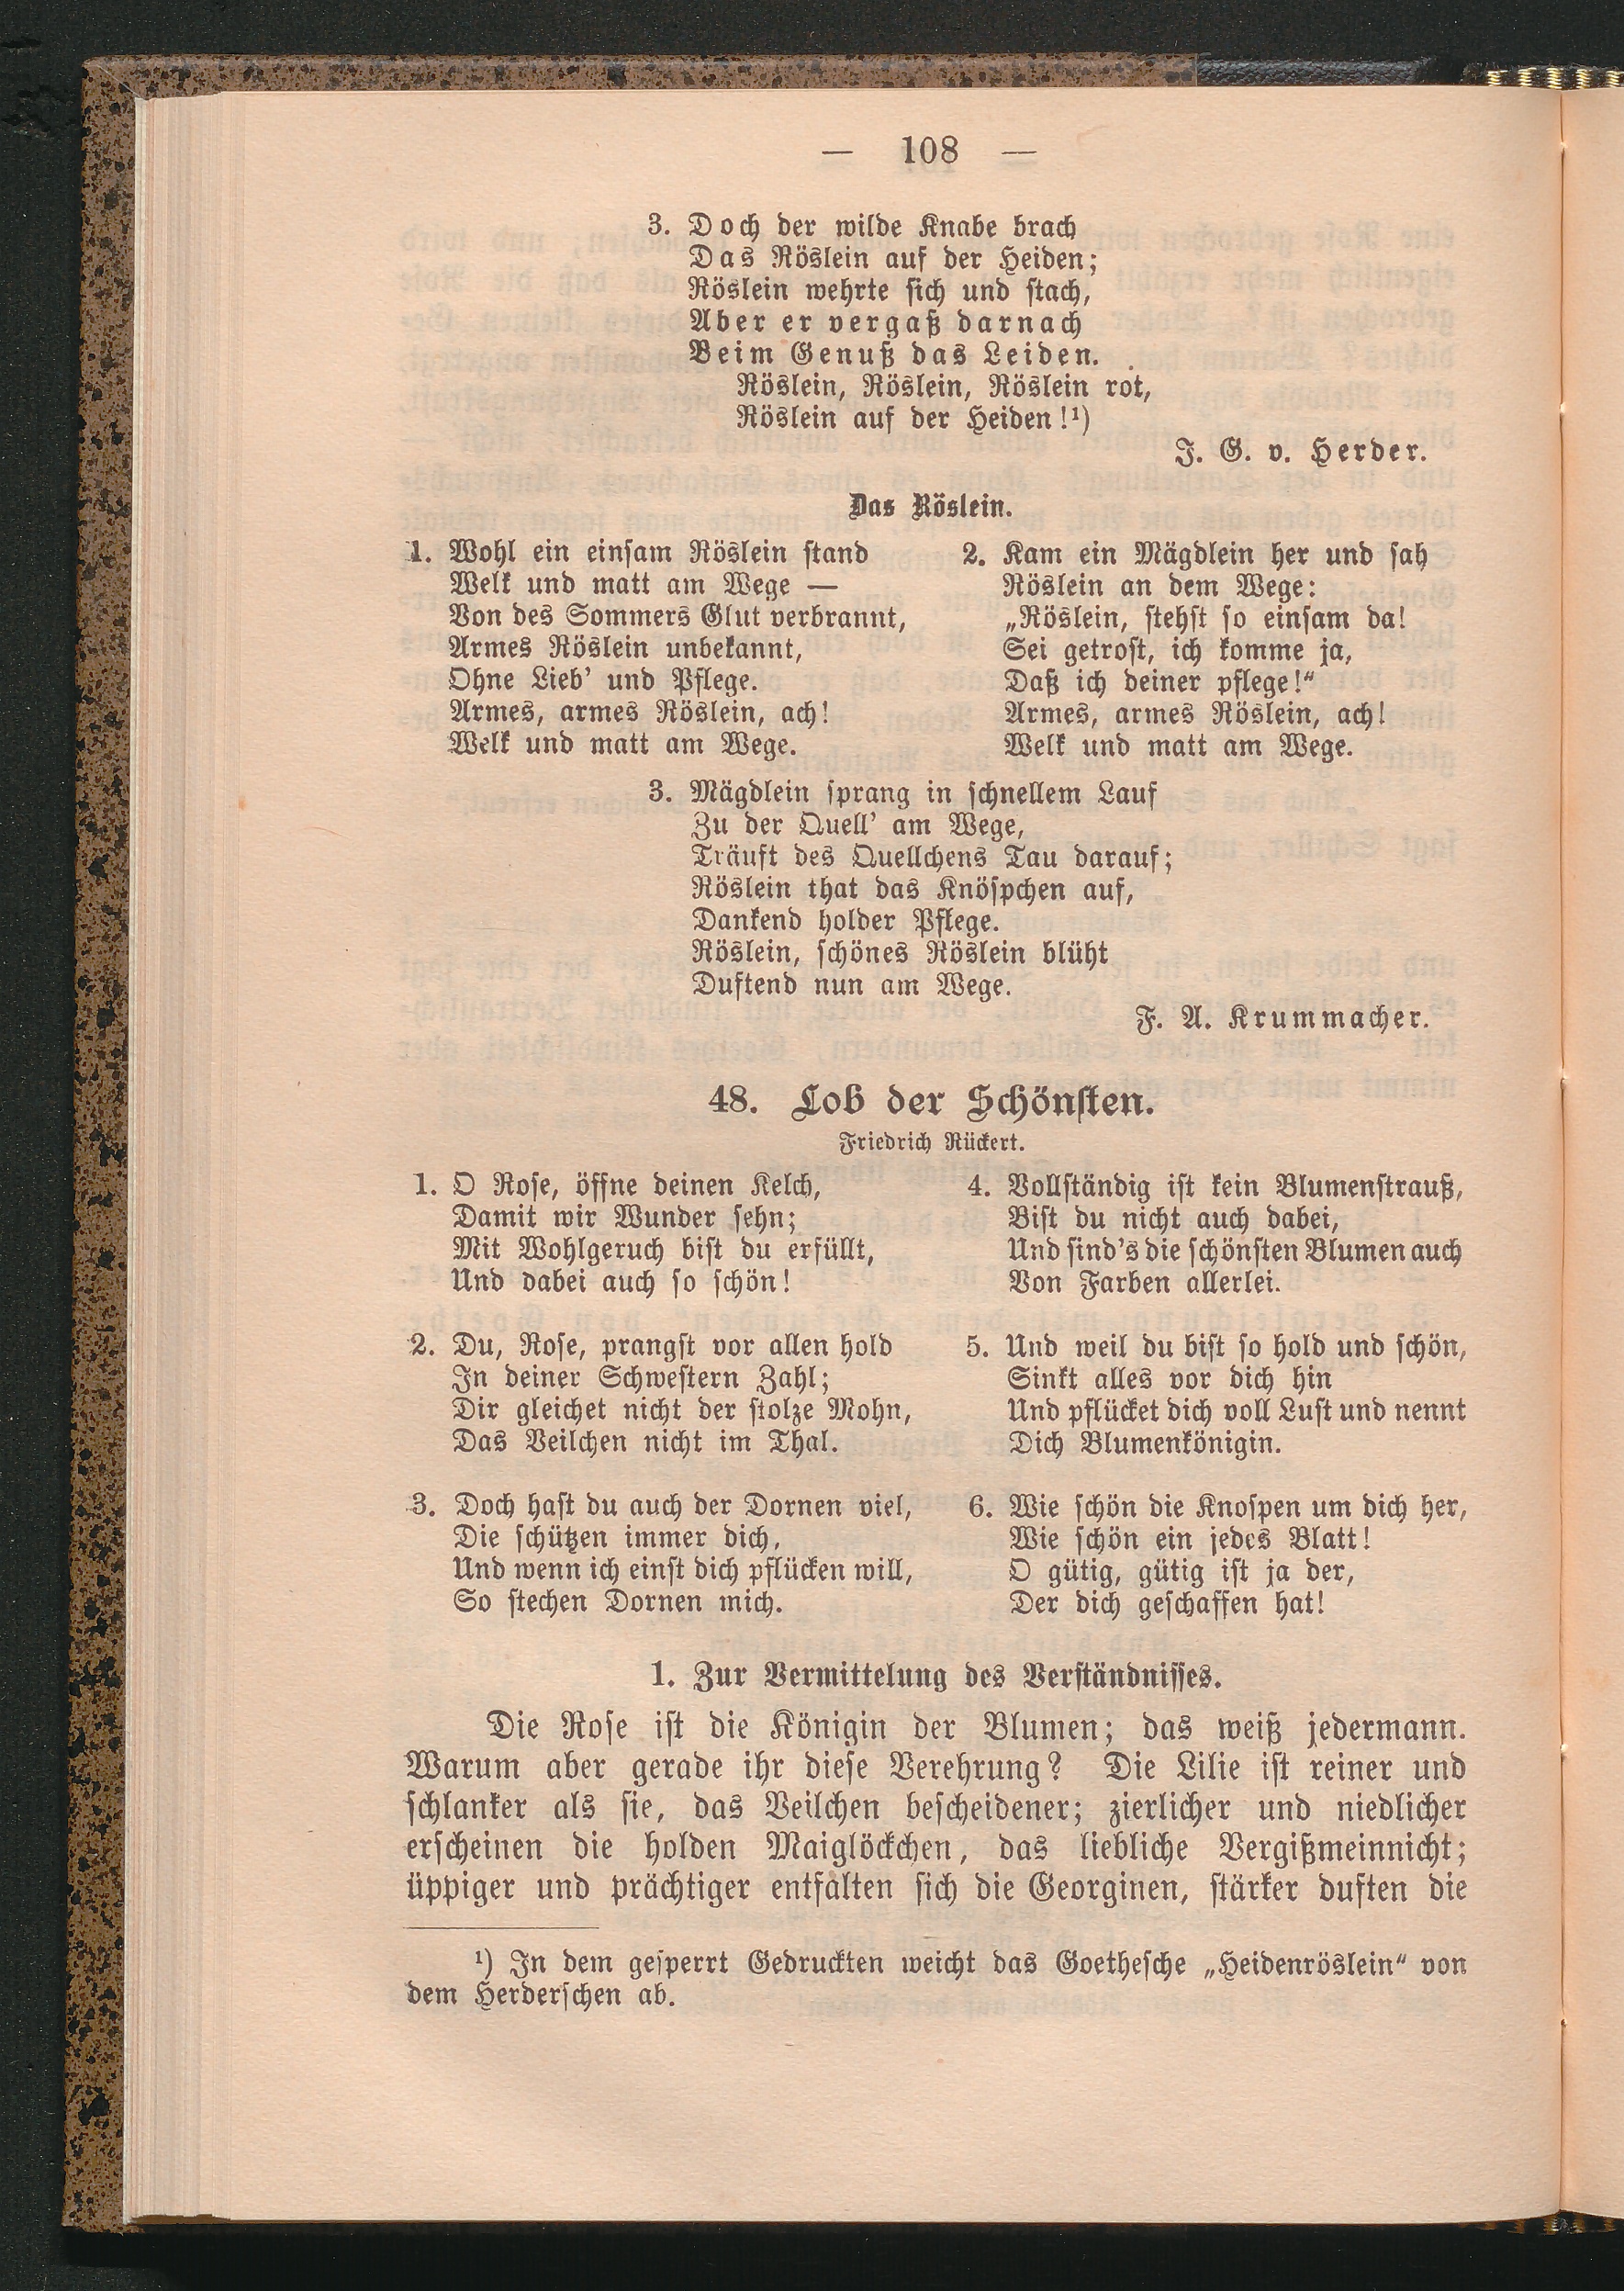 — 108 —
3. Doch der wilde Knabe brach
Das Röslein auf der Heiden;
Röslein wehrte sich und stach,
Aber er vergaß darnach
Beim Genuß das Leiden.
Röslein, Röslein, Röslein rot,
Röslein auf der Heiden!¹)
J. G. v. Herder.
Das Röslein.
1. Wohl ein einsam Röslein stand
Welk und matt am Wege —
Von des Sommers Glut verbrannt,
Armes Röslein unbekannt,
Ohne Lieb' und Pflege.
Armes, armes Röslein, ach!
Welk und matt am Wege.
2. Kam ein Mägdlein her und sah
Röslein an dem Wege:
„Röslein, stehst so einsam da!
Sei getrost, ich komme ja,
Daß ich deiner pflege!“
Armes, armes Röslein, ach!
Welk und matt am Wege.
3. Mägdlein sprang in schnellem Lauf
Zu der Quell' am Wege,
Träuft des Quellchens Tau darauf;
Röslein that das Knöspchen auf,
Dankend holder Pflege.
Röslein, schönes Röslein blüht
Duftend nun am Wege.
F. A. Krummacher.
48. Lob der Schönsten.
Friedrich Rückert.
1. O Rose, öffne deinen Kelch,
Damit wir Wunder sehn;
Mit Wohlgeruch bist du erfüllt,
Und dabei auch so schön!
2. Du, Rose, prangst vor allen hold
In deiner Schwestern Zahl;
Dir gleichet nicht der stolze Mohn,
Das Veilchen nicht im Thal.
3. Doch hast du auch der Dornen viel,
Die schützen immer dich,
Und wenn ich einst dich pflücken will,
So stechen Dornen mich.
4. Vollständig ist kein Blumenstrauß,
Bist du nicht auch dabei,
Und sind's die schönsten Blumen auch
Von Farben allerlei.
5. Und weil du bist so hold und schön,
Sinkt alles vor dich hin
Und pflücket dich voll Lust und nennt
Dich Blumenkönigin.
6. Wie schön die Knospen um dich her,
Wie schön ein jedes Blatt!
O gütig, gütig ist ja der,
Der dich geschaffen hat!
1. Zur Vermittelung des Verständnisses.
Die Rose ist die Königin der Blumen; das weiß jedermann.
Warum aber gerade ihr diese Verehrung? Die Lilie ist reiner und
schlanker als sie, das Veilchen bescheidener; zierlicher und niedlicher
erscheinen die holden Maiglöckchen, das liebliche Vergißmeinnicht;
üppiger und prächtiger entfalten sich die Georginen, stärker duften die
¹) In dem gesperrt Gedruckten weicht das Goethesche „Heidenröslein“ von
dem Herderschen ab.